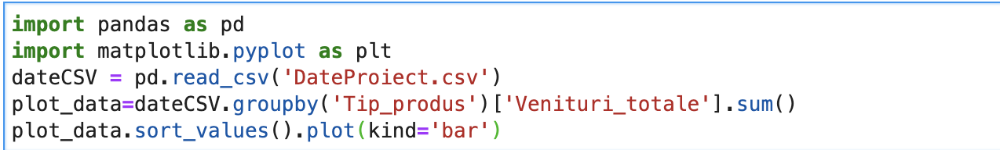 import pandas as pd
import matplotlib.pyplot as plt
dateCSV = pd.read_csv('DateProiect.csv')
plot_data=dateCSV.groupby('Tip_produs')['Venituri_totale'].sum()
plot_data.sort_values().plot(kind='bar')